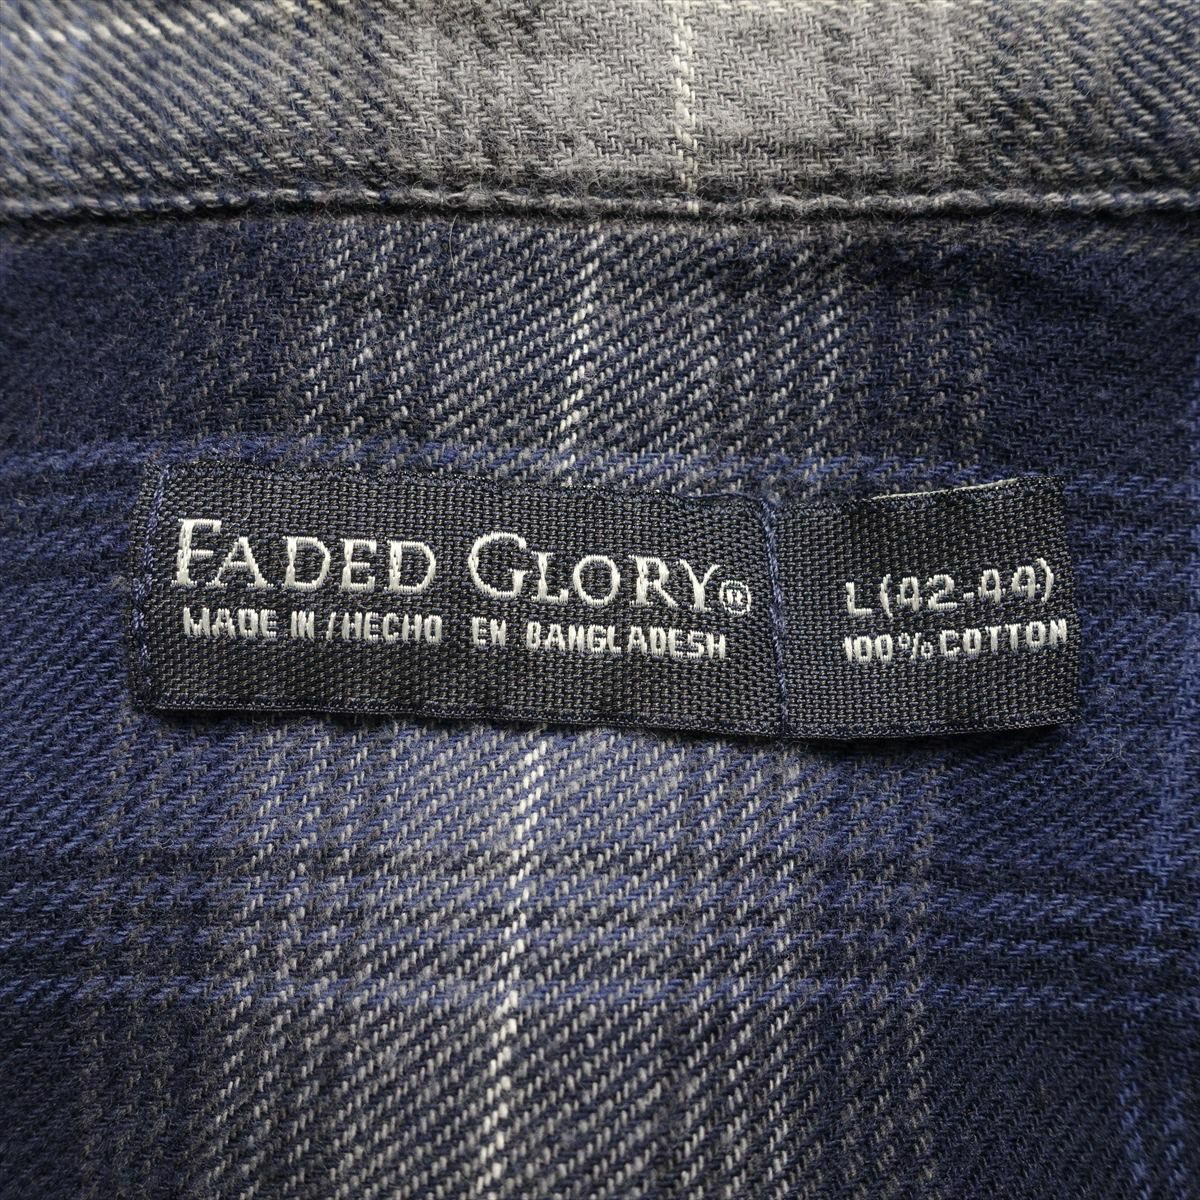 FADED GLORY®
MADE IN / HECHO EN BANGLADESH
L(42-44)
100% COTTON